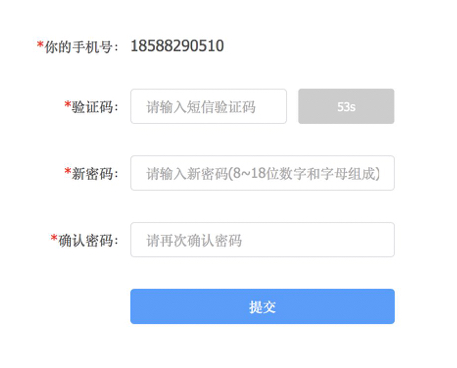 *你的手机号： 18588290510
*验证码： 请输入短信验证码 53s
*新密码： 请输入新密码(8~18位数字和字母组成)
*确认密码： 请再次确认密码
提交